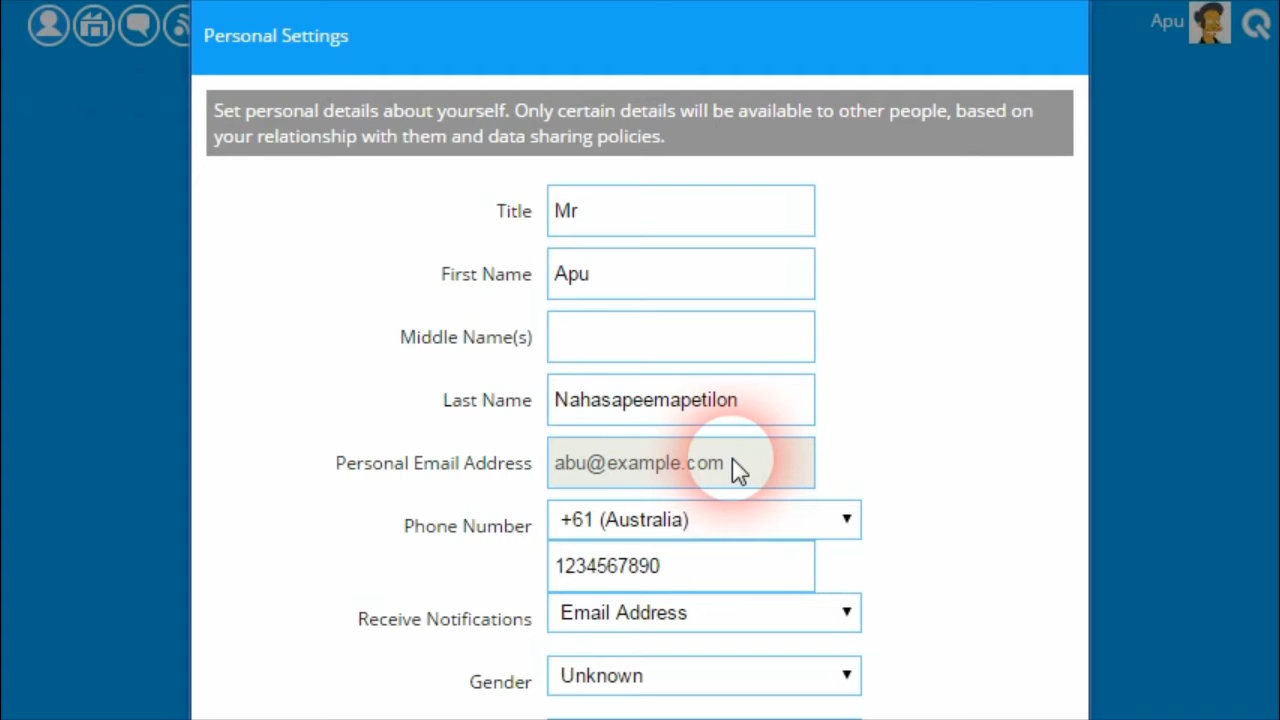 Apu
Personal Settings
Set personal details about yourself. Only certain details will be available to other people, based on
your relationship with them and data sharing policies.
Title
Mr
First Name
Apu
Middle Name(s)
Last Name
Nahasapeemapetilon
Personal Email Address
abu@example.com
Phone Number
+61 (Australia)
1234567890
Receive Notifications
Email Address
Gender
Unknown